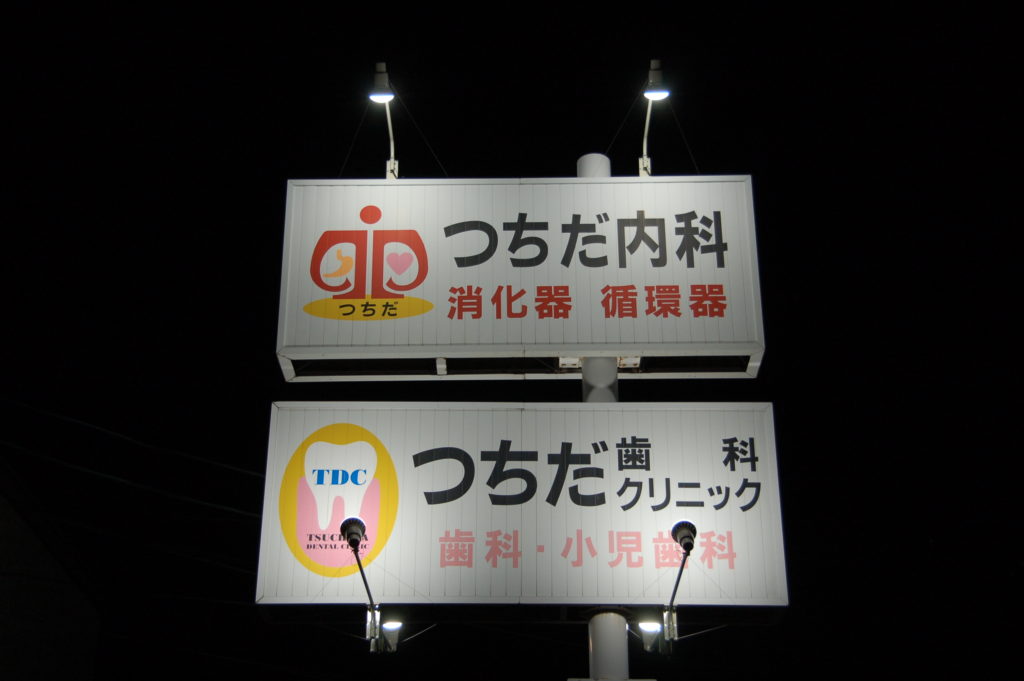 つちだ内科
つちだ
消化器 循環器
TDC
つちだ歯科
クリニック
歯科・小児歯科
DENTAL